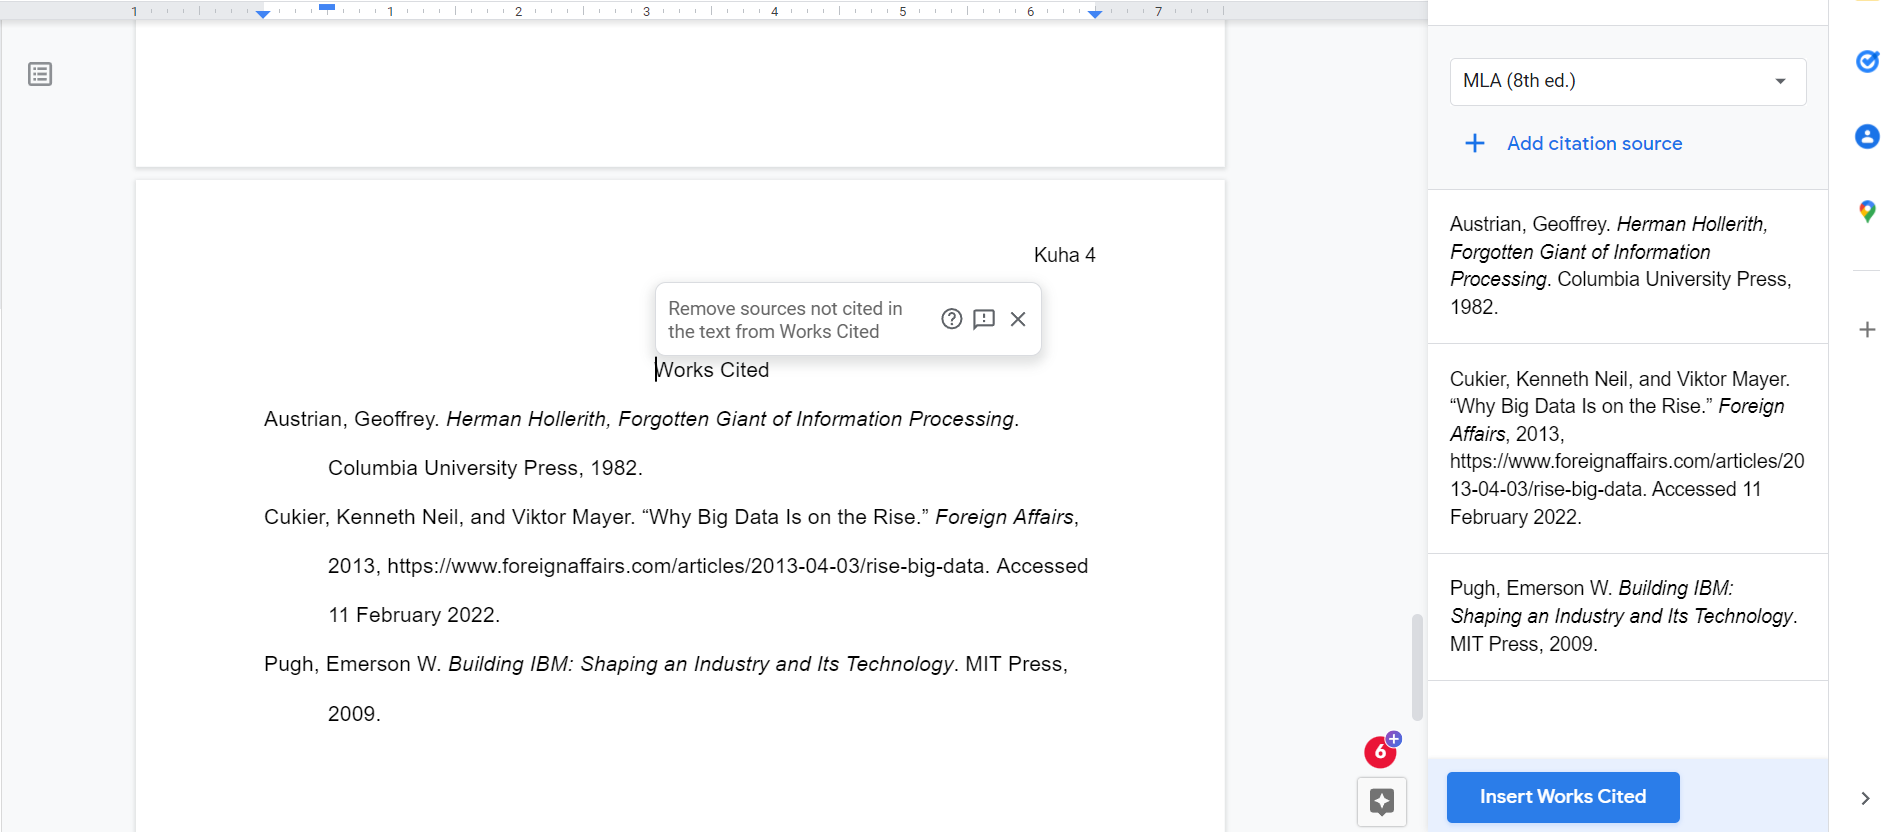 1 1 2 3 4 5 6 7
Kuha 4
Remove sources not cited in
the text from Works Cited
Works Cited
Austrian, Geoffrey. Herman Hollerith, Forgotten Giant of Information Processing.
Columbia University Press, 1982.
Cukier, Kenneth Neil, and Viktor Mayer. “Why Big Data Is on the Rise.” Foreign Affairs,
2013, https://www.foreignaffairs.com/articles/2013-04-03/rise-big-data. Accessed
11 February 2022.
Pugh, Emerson W. Building IBM: Shaping an Industry and Its Technology. MIT Press,
2009.
6
MLA (8th ed.)
Add citation source
Austrian, Geoffrey. Herman Hollerith,
Forgotten Giant of Information
Processing. Columbia University Press,
1982.
Cukier, Kenneth Neil, and Viktor Mayer.
“Why Big Data Is on the Rise.” Foreign
Affairs, 2013,
https://www.foreignaffairs.com/articles/20
13-04-03/rise-big-data. Accessed 11
February 2022.
Pugh, Emerson W. Building IBM:
Shaping an Industry and Its Technology.
MIT Press, 2009.
Insert Works Cited